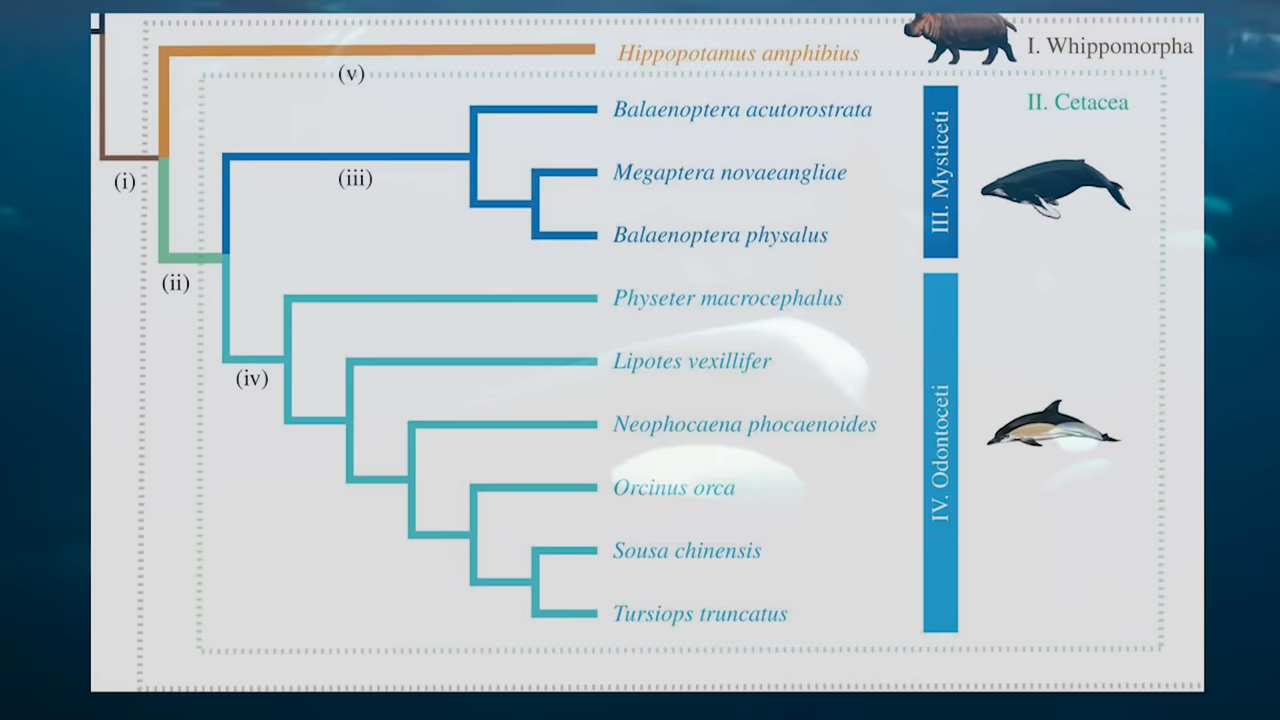 Hippopotamus amphibius
I. Whippomorpha
(v)
Balaenoptera acutorostrata
II. Cetacea
(i)
(iii)
Megaptera novaeangliae
III. Mysticeti
Balaenoptera physalus
(ii)
Physeter macrocephalus
Lipotes vexillifer
(iv)
Neophocaena phocaenoides
IV. Odontoceti
Orcinus orca
Sousa chinensis
Tursiops truncatus